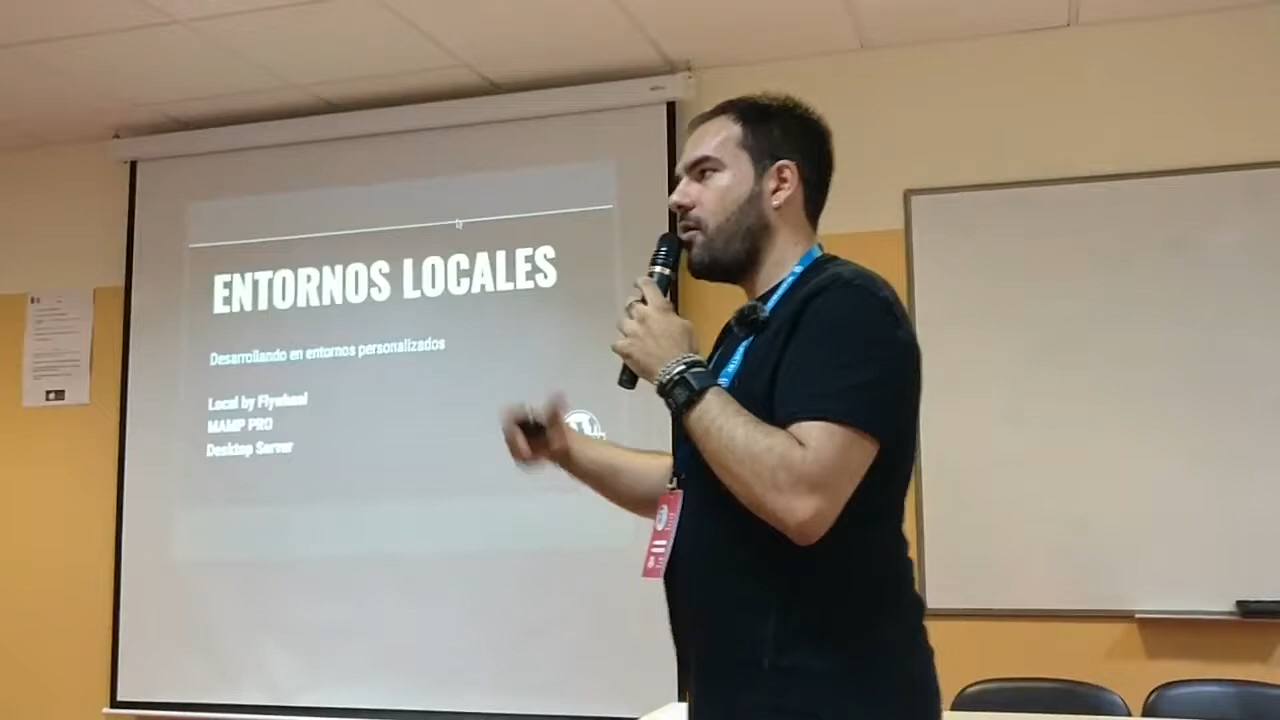 ENTORNOS LOCALES
Desarrollando en entornos personalizados
Local by Flywheel
MAMP PRO
Desktop Server